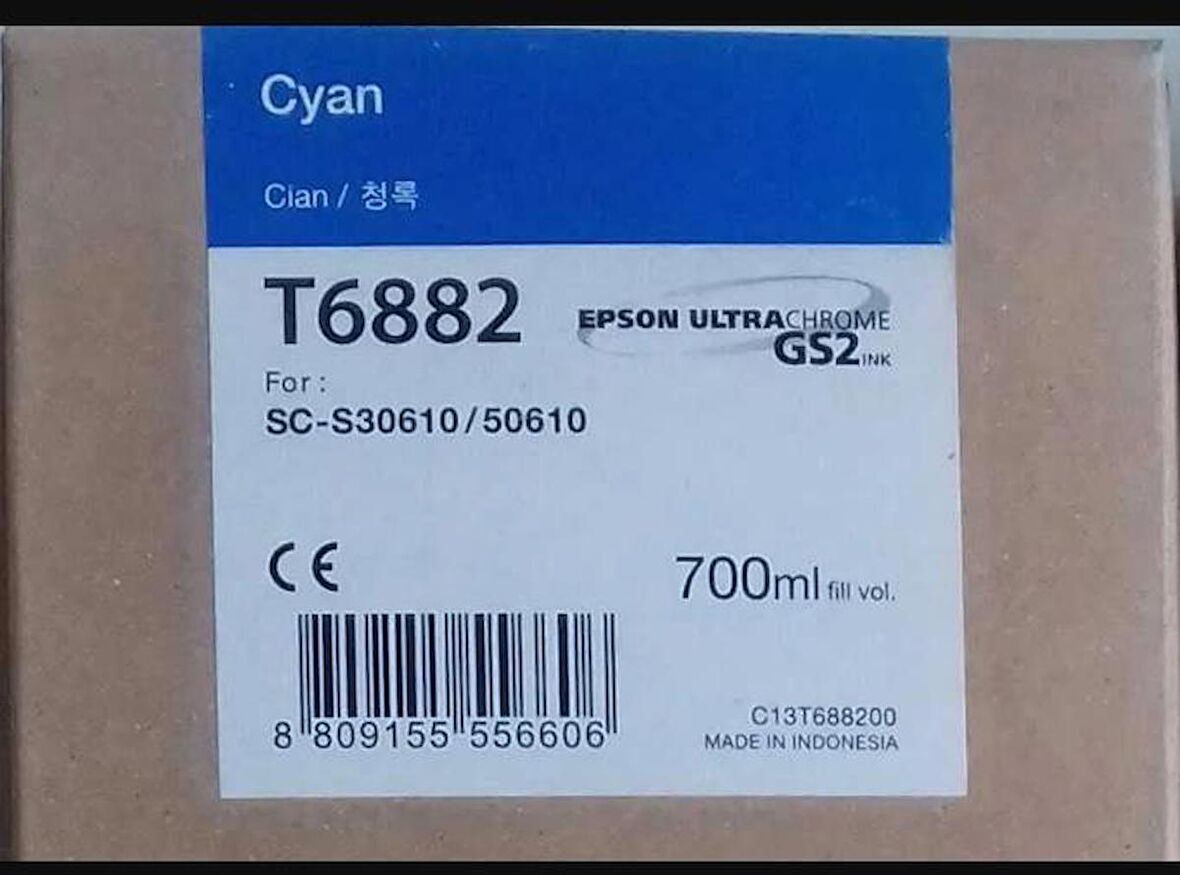 Cyan
Cian / 청록
T6882
EPSON ULTRACHROME
GS2 INK
For :
SC-S30610/50610
CE
700ml fill vol.
8 809155 556606
C13T688200
MADE IN INDONESIA